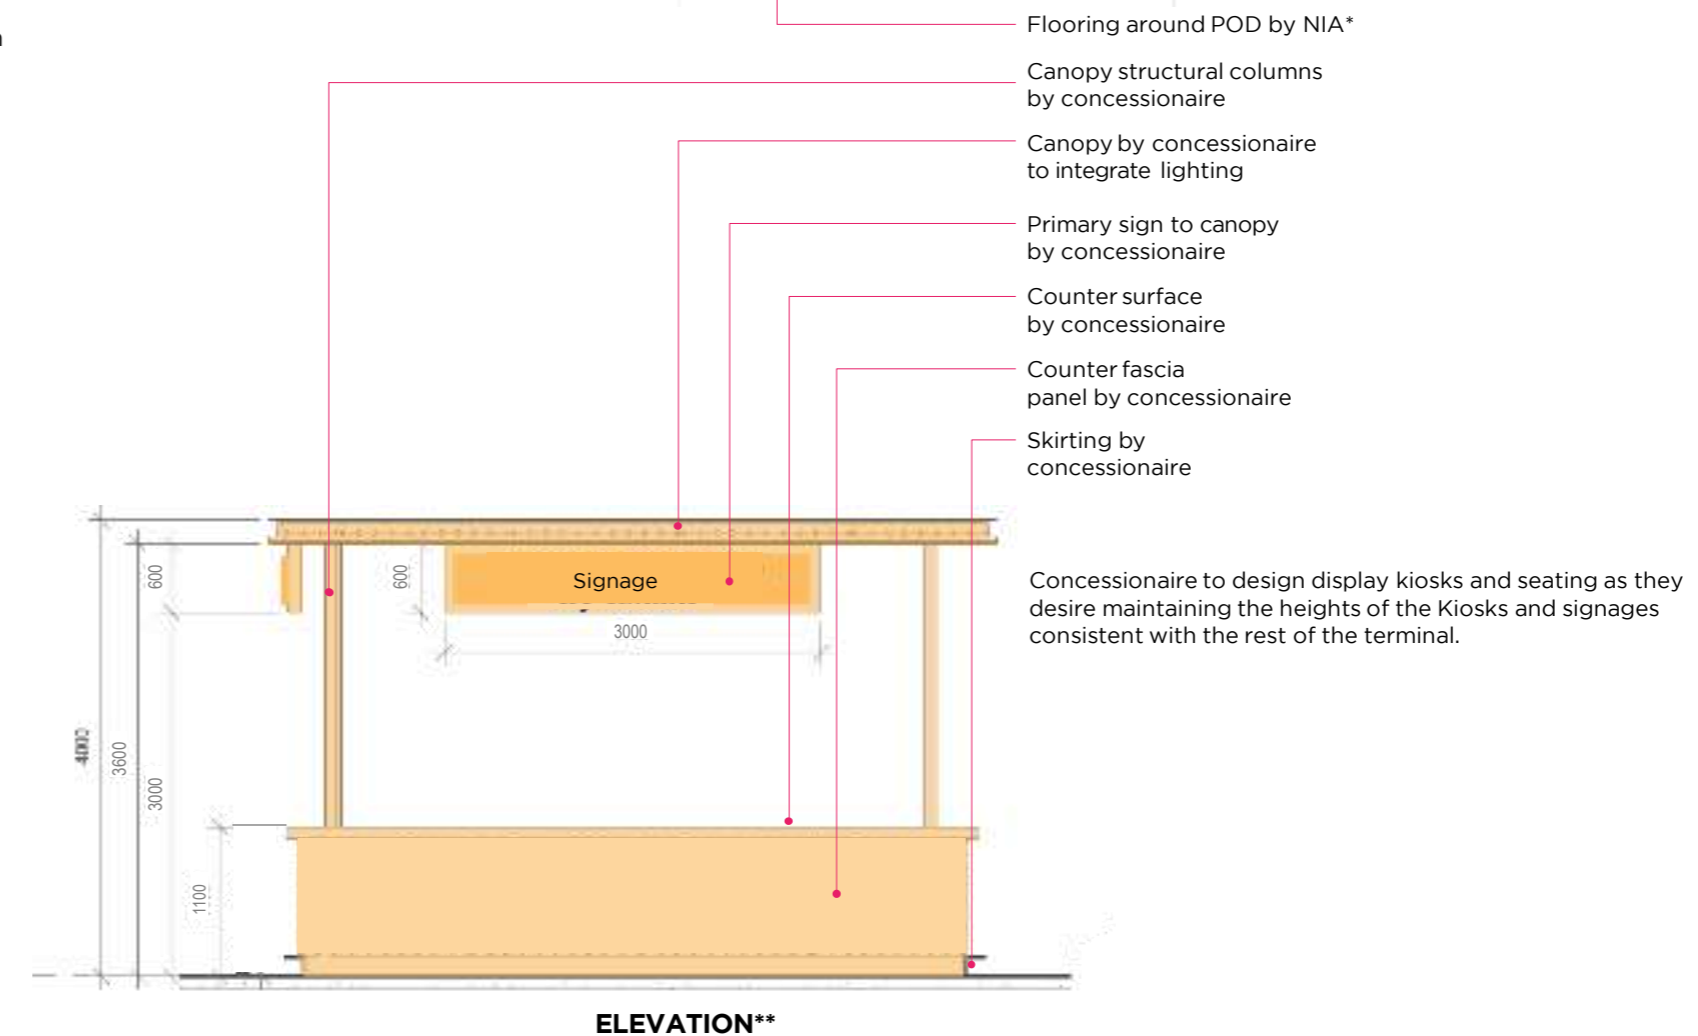 Flooring around POD by NIA*
Canopy structural columns
by concessionaire
Canopy by concessionaire
to integrate lighting
Primary sign to canopy
by concessionaire
Counter surface
by concessionaire
Counter fascia
panel by concessionaire
Skirting by
concessionaire
600
600
Signage
3000
Concessionaire to design display kiosks and seating as they
desire maintaining the heights of the Kiosks and signages
consistent with the rest of the terminal.
4000
3600
3000
1100
ELEVATION**